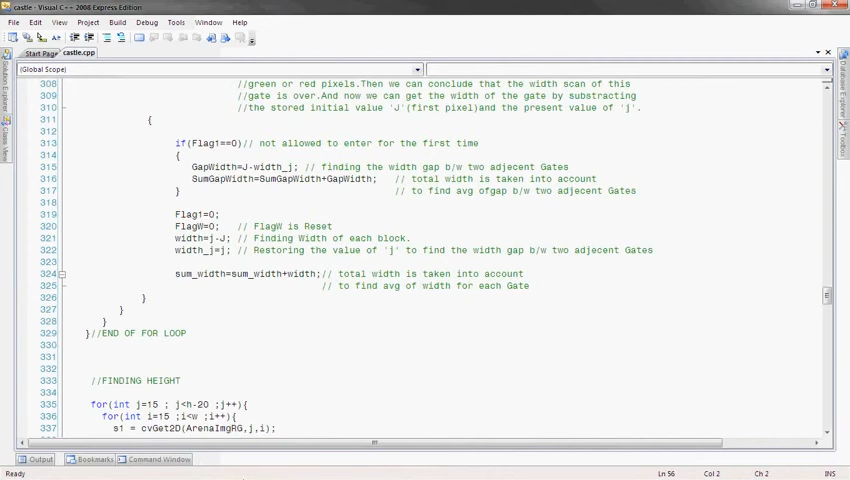 castle - Visual C++ 2008 Express Edition
File Edit View Project Build Debug Tools Window Help
Start Page castle.cpp
(Global Scope)
Solution Explorer
Class View
Database Explorer
Toolbox
308 //green or red pixels.Then we can conclude that the width scan of this
309 //gate is over.And now we can get the width of the gate by substracting
310 //the stored initial value 'J'(first pixel)and the present value of 'j'.
311 {
312
313 if(Flag1==0)// not allowed to enter for the first time
314 {
315 GapWidth=J-width_j; // finding the width gap b/w two adjecent Gates
316 SumGapWidth=SumGapWidth+GapWidth; // total width is taken into account
317 } // to find avg ofgap b/w two adjecent Gates
318
319 Flag1=0;
320 FlagW=0; // FlagW is Reset
321 width=j-J; // Finding Width of each block.
322 width_j=j; // Restoring the value of 'j' to find the width gap b/w two adjecent Gates
323
324 sum_width=sum_width+width;// total width is taken into account
325 // to find avg of width for each Gate
326 }
327 }
328 }
329 }//END OF FOR LOOP
330
331
332
333 //FINDING HEIGHT
334
335 for(int j=15 ; j<h-20 ;j++){
336 for(int i=15 ;i<w ;i++){
337 s1 = cvGet2D(ArenaImgRG,j,i);
Output Bookmarks Command Window
Ready Ln 56 Col 2 Ch 2 INS